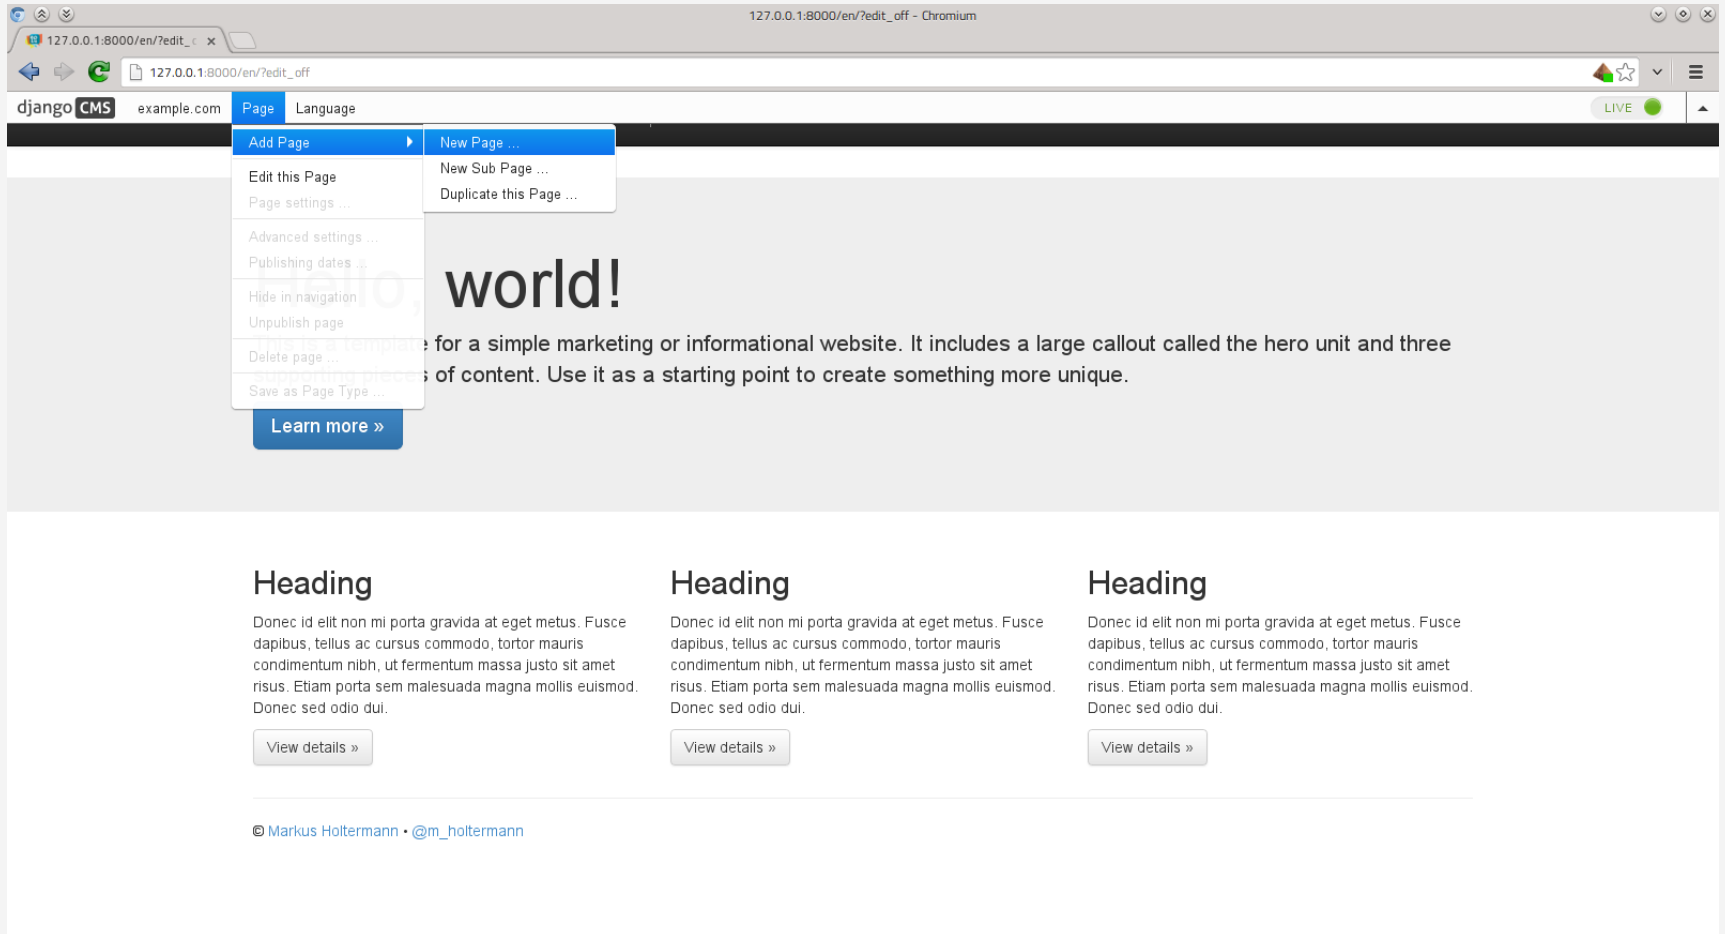 127.0.0.1:8000/en/?edit_off - Chromium
127.0.0.1:8000/en/?edit_
127.0.0.1:8000/en/?edit_off
django CMS example.com Page Language LIVE
Add Page
New Page ...
New Sub Page ...
Duplicate this Page ...
Edit this Page
Page settings ...
Advanced settings ...
Publishing dates ...
Hide in navigation
Unpublish page
Delete page ...
Save as Page Type ...
Hello, world!
This is a template for a simple marketing or informational website. It includes a large callout called the hero unit and three
supporting pieces of content. Use it as a starting point to create something more unique.
Learn more »
Heading
Donec id elit non mi porta gravida at eget metus. Fusce
dapibus, tellus ac cursus commodo, tortor mauris
condimentum nibh, ut fermentum massa justo sit amet
risus. Etiam porta sem malesuada magna mollis euismod.
Donec sed odio dui.
View details »
Heading
Donec id elit non mi porta gravida at eget metus. Fusce
dapibus, tellus ac cursus commodo, tortor mauris
condimentum nibh, ut fermentum massa justo sit amet
risus. Etiam porta sem malesuada magna mollis euismod.
Donec sed odio dui.
View details »
Heading
Donec id elit non mi porta gravida at eget metus. Fusce
dapibus, tellus ac cursus commodo, tortor mauris
condimentum nibh, ut fermentum massa justo sit amet
risus. Etiam porta sem malesuada magna mollis euismod.
Donec sed odio dui.
View details »
© Markus Holtermann • @m_holtermann